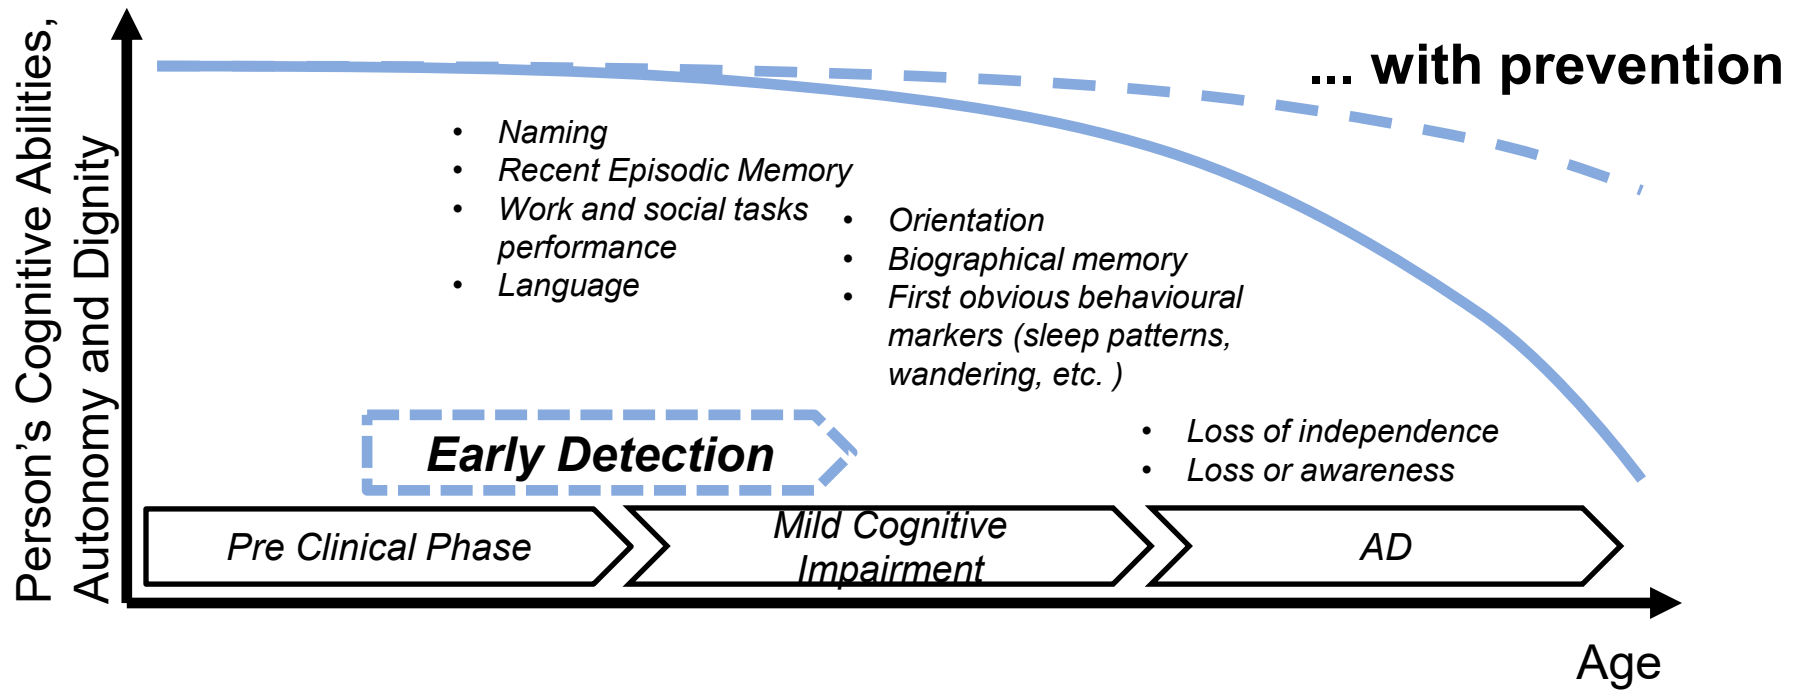 Person's Cognitive Abilities,
Autonomy and Dignity
... with prevention
• Naming
• Recent Episodic Memory
• Work and social tasks
performance
• Language
• Orientation
• Biographical memory
• First obvious behavioural
markers (sleep patterns,
wandering, etc. )
• Loss of independence
• Loss or awareness
Early Detection
Pre Clinical Phase
Mild Cognitive
Impairment
AD
Age